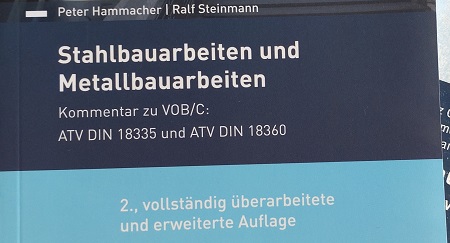 Peter Hammacher | Ralf Steinmann
Stahlbauarbeiten und
Metallbauarbeiten
Kommentar zu VOB/C:
ATV DIN 18335 und ATV DIN 18360
2., vollständig überarbeitete
und erweiterte Auflage